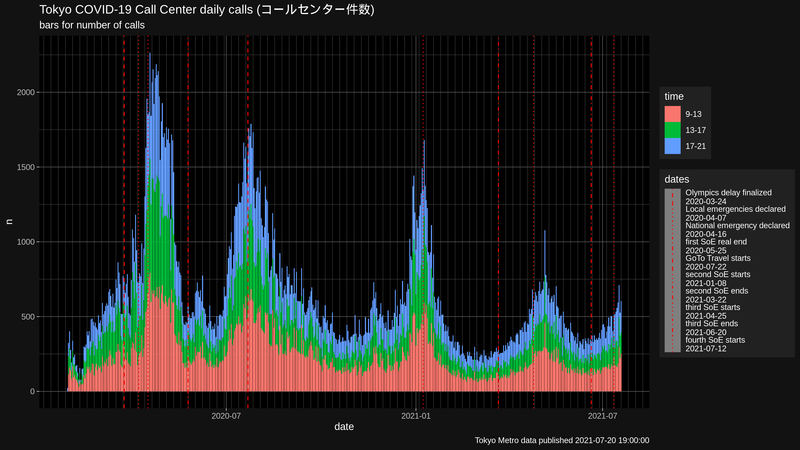 Tokyo COVID-19 Call Center daily calls (コールセンター件数)
bars for number of calls
n
2000
1500
1000
500
0
2020-07
2021-01
2021-07
date
Tokyo Metro data published 2021-07-20 19:00:00
time
9-13
13-17
17-21
dates
Olympics delay finalized
2020-03-24
Local emergencies declared
2020-04-07
National emergency declared
2020-04-16
first SoE real end
2020-05-25
GoTo Travel starts
2020-07-22
second SoE starts
2021-01-08
second SoE ends
2021-03-22
third SoE starts
2021-04-25
third SoE ends
2021-06-20
fourth SoE starts
2021-07-12